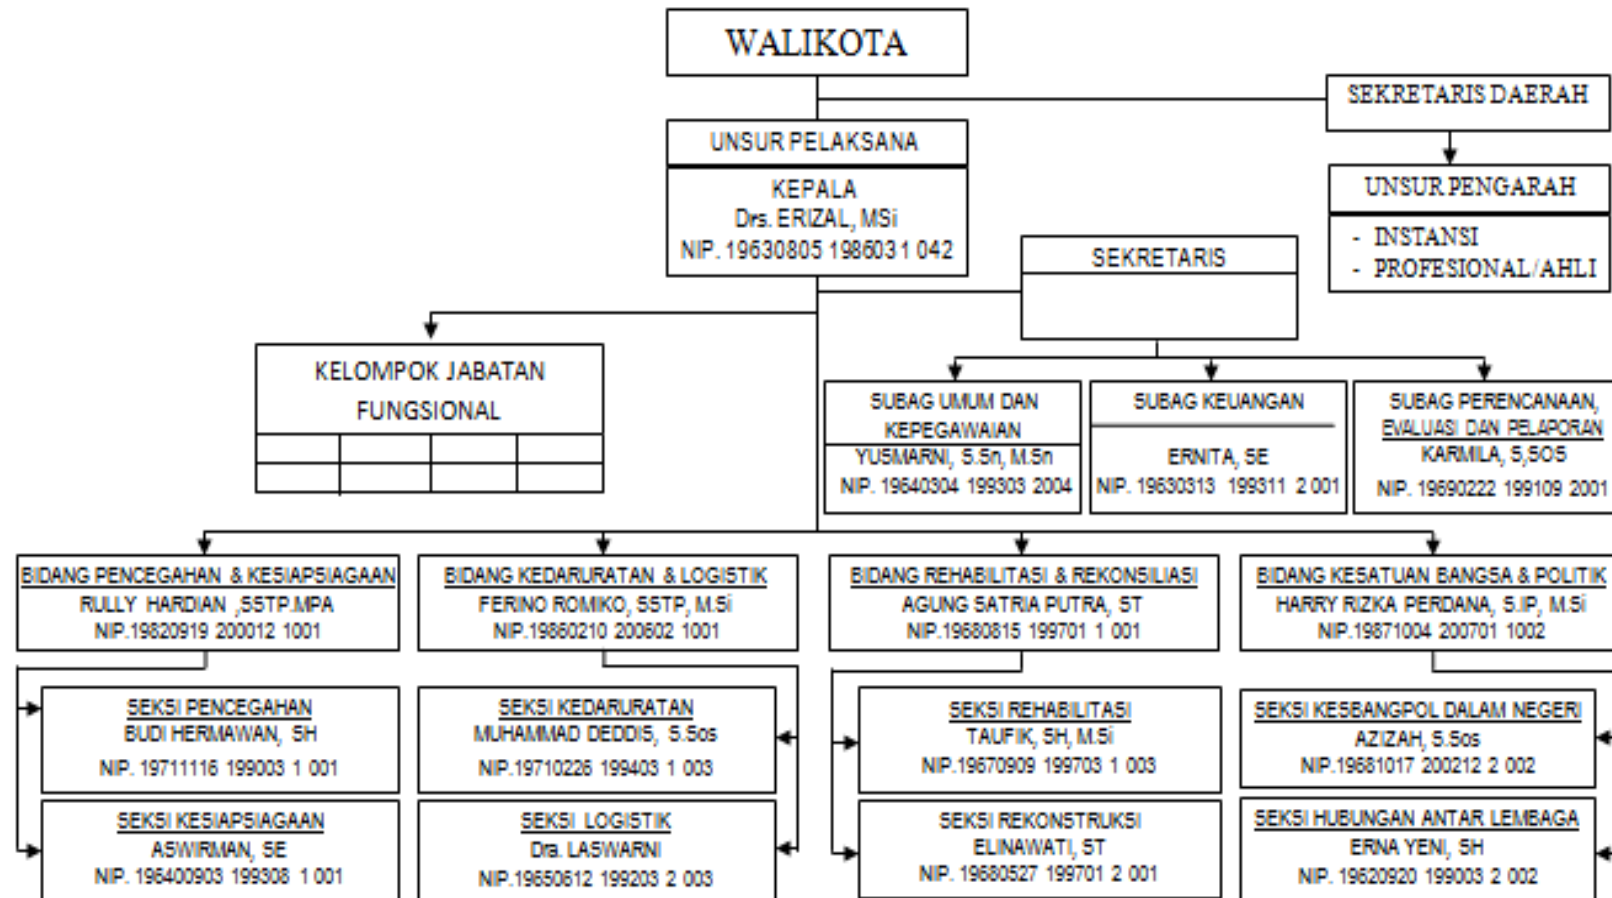 WALIKOTA
SEKRETARIS DAERAH
UNSUR PELAKSANA
KEPALA
Drs. ERIZAL, MSi
NIP. 19630805 198603 1 042
UNSUR PENGARAH
- INSTANSI
- PROFESIONAL/AHLI
SEKRETARIS
KELOMPOK JABATAN
FUNGSIONAL
SUBAG UMUM DAN
KEPEGAWAIAN
YUSMARNI, S.Sn, M.Sn
NIP. 19640304 199303 2004
SUBAG KEUANGAN
ERNITA, SE
NIP. 19630313 199311 2 001
SUBAG PERENCANAAN,
EVALUASI DAN PELAPORAN
KARMILA, S,SOS
NIP. 19690222 199109 2001
BIDANG PENCEGAHAN & KESIAPSIAGAAN
RULLY HARDIAN ,SSTP.MPA
NIP.19820919 200012 1001
BIDANG KEDARURATAN & LOGISTIK
FERINO ROMIKO, SSTP, M.Si
NIP.19860210 200602 1001
BIDANG REHABILITASI & REKONSILIASI
AGUNG SATRIA PUTRA, ST
NIP.19680815 199701 1 001
BIDANG KESATUAN BANGSA & POLITIK
HARRY RIZKA PERDANA, S.IP, M.Si
NIP.19871004 200701 1002
SEKSI PENCEGAHAN
BUDI HERMAWAN, SH
NIP. 19711116 199003 1 001
SEKSI KEDARURATAN
MUHAMMAD DEDDIS, S.Sos
NIP.19710226 199403 1 003
SEKSI REHABILITASI
TAUFIK, SH, M.Si
NIP.19670909 199703 1 003
SEKSI KESBANGPOL DALAM NEGERI
AZIZAH, S.Sos
NIP.19681017 200212 2 002
SEKSI KESIAPSIAGAAN
ASWIRMAN, SE
NIP. 196400903 199308 1 001
SEKSI LOGISTIK
Dra. LASWARNI
NIP.19650612 199203 2 003
SEKSI REKONSTRUKSI
ELINAWATI, ST
NIP. 19680527 199701 2 001
SEKSI HUBUNGAN ANTAR LEMBAGA
ERNA YENI, SH
NIP. 19620920 199003 2 002